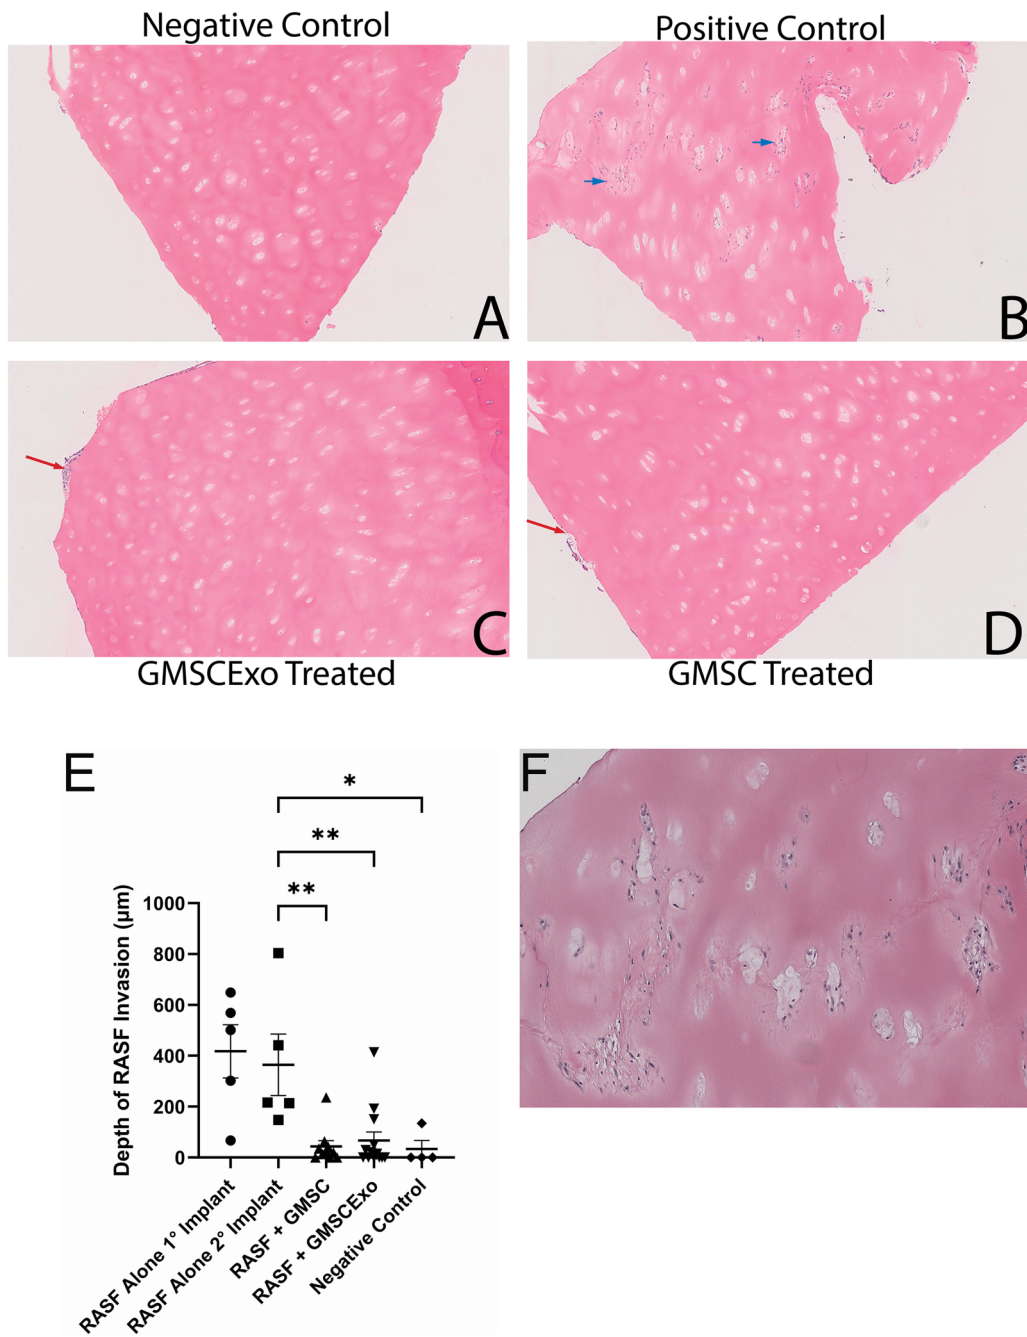 Negative Control
Positive Control
A
B
C
D
GMSCExo Treated
GMSC Treated
E
F
*
**
**
Depth of RASF Invasion (μm)
1000
800
600
400
200
0
RASF Alone 1° Implant
RASF Alone 2° Implant
RASF + GMSC
RASF + GMSCExo
Negative Control